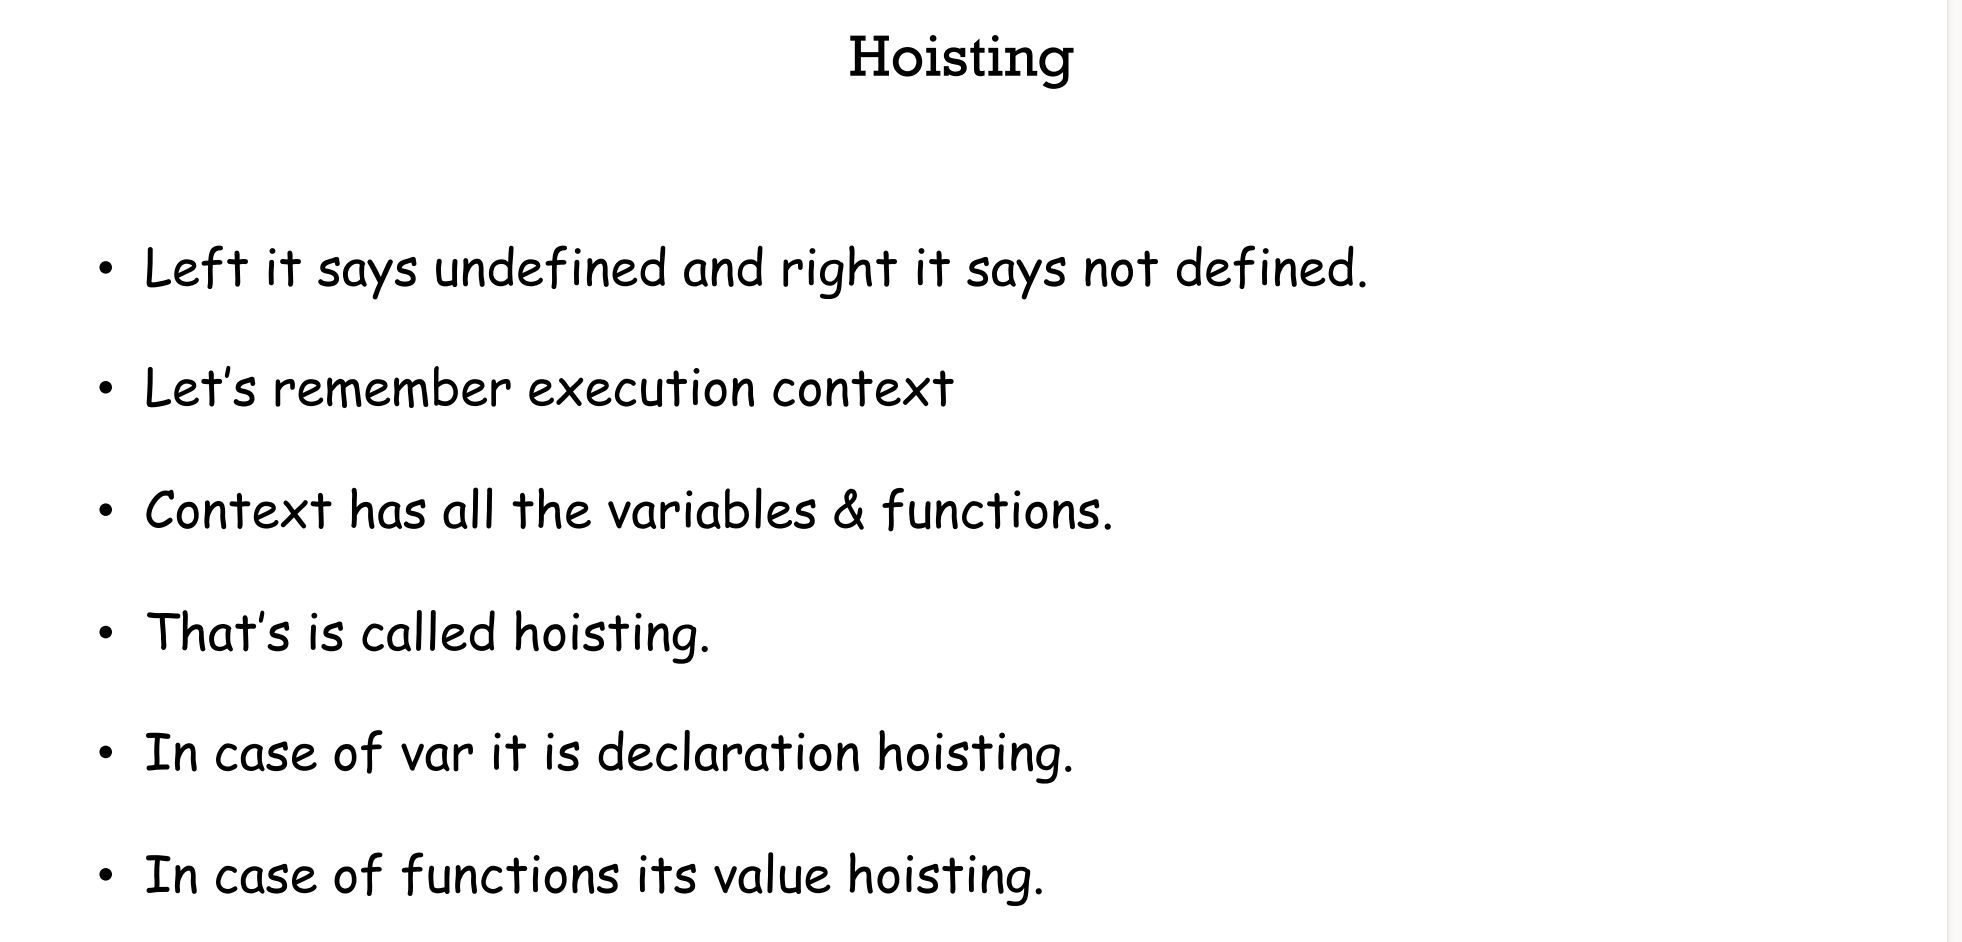 Hoisting
• Left it says undefined and right it says not defined.
• Let’s remember execution context
• Context has all the variables & functions.
• That’s is called hoisting.
• In case of var it is declaration hoisting.
• In case of functions its value hoisting.